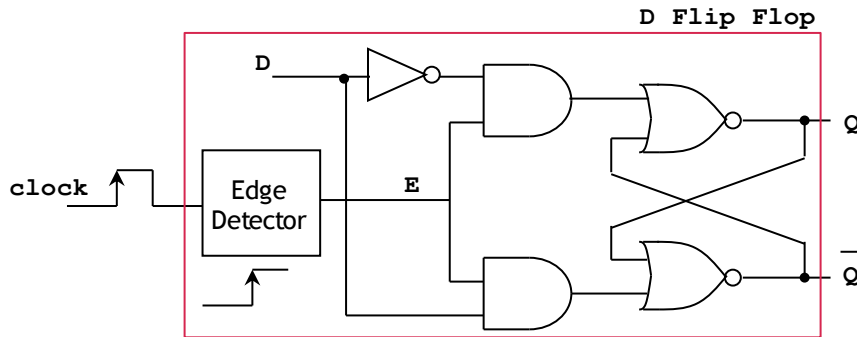 D Flip Flop
D
Q
clock
Edge
Detector
E
Q